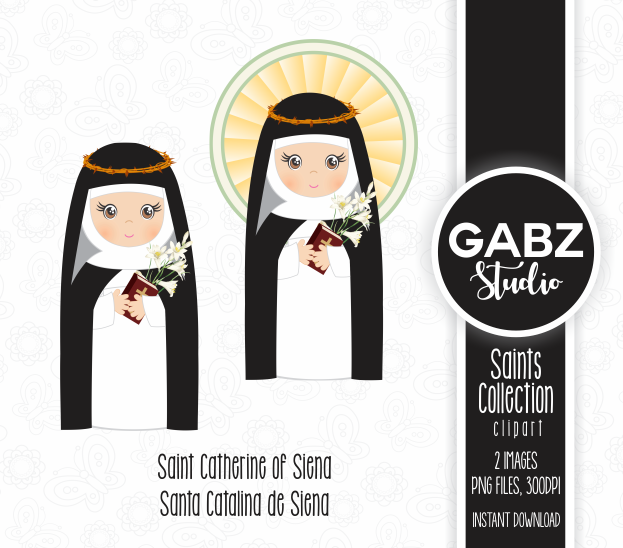 GABZ
Studio
Saints
Collection
clipart
2 IMAGES
PNG FILES, 300DPI
INSTANT DOWNLOAD
Saint Catherine of Siena
Santa Catalina de Siena